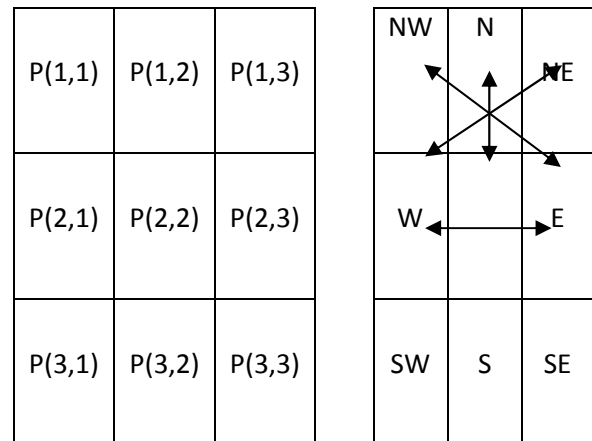 P(1,1) P(1,2) P(1,3)
P(2,1) P(2,2) P(2,3)
P(3,1) P(3,2) P(3,3)
NW N
NE
W E
SW S SE